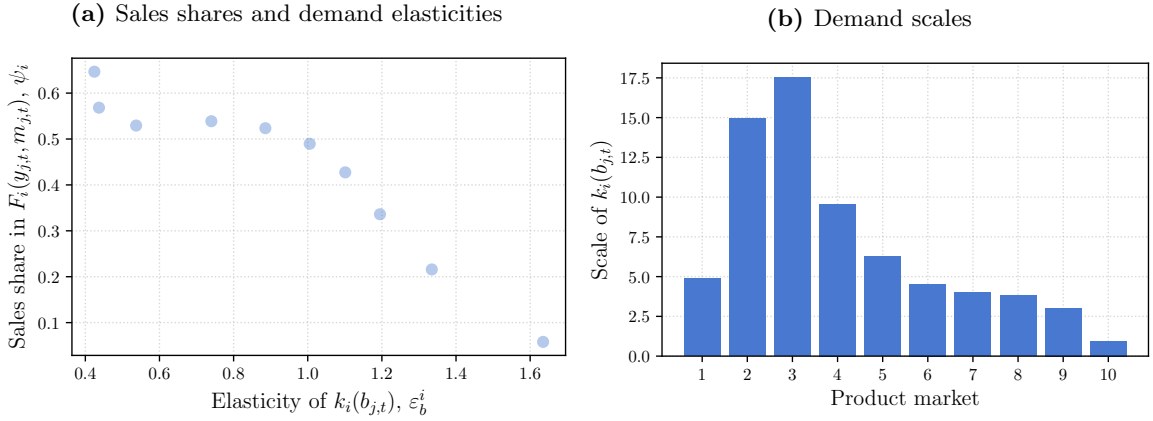 (a) Sales shares and demand elasticities
Sales share in F_i(y_{j,t}, m_{j,t}), ψ_i
0.6
0.5
0.4
0.3
0.2
0.1
0.4 0.6 0.8 1.0 1.2 1.4 1.6
Elasticity of k_i(b_{j,t}), ε_b^i
(b) Demand scales
Scale of k_i(b_{j,t})
17.5
15.0
12.5
10.0
7.5
5.0
2.5
0.0
1 2 3 4 5 6 7 8 9 10
Product market